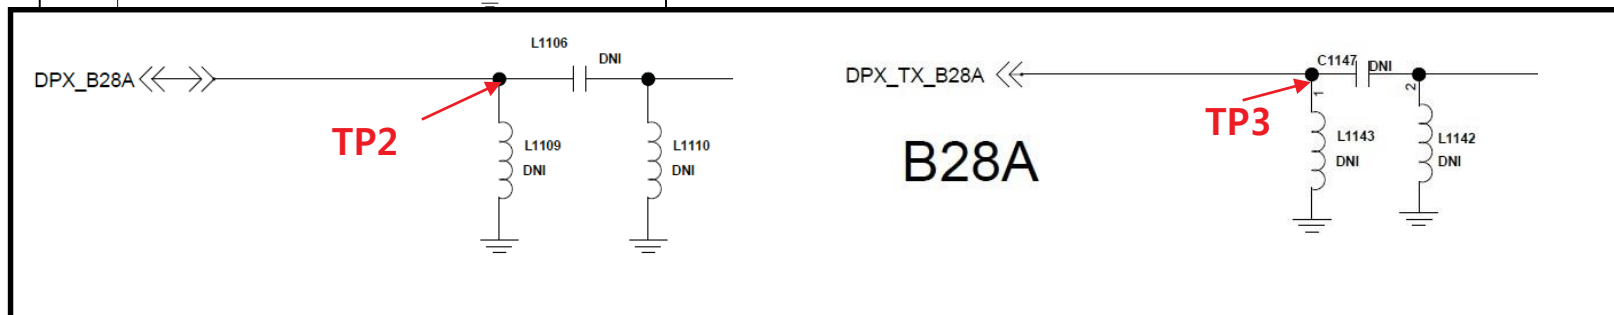 L1106
DNI
DPX_B28A
TP2
L1109
DNI
L1110
DNI
DPX_TX_B28A
C1147
DNI
1
2
TP3
L1143
DNI
L1142
DNI
B28A